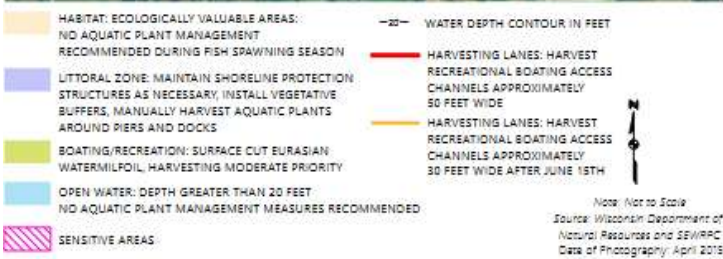 HABITAT: ECOLOGICALLY VALUABLE AREAS:
NO AQUATIC PLANT MANAGEMENT
RECOMMENDED DURING FISH SPAWNING SEASON
LITTORAL ZONE: MAINTAIN SHORELINE PROTECTION
STRUCTURES AS NECESSARY, INSTALL VEGETATIVE
BUFFERS, MANUALLY HARVEST AQUATIC PLANTS
AROUND PIERS AND DOCKS
BOATING/RECREATION: SURFACE CUT EURASIAN
WATERMILFOIL, HARVESTING MODERATE PRIORITY
OPEN WATER: DEPTH GREATER THAN 20 FEET
NO AQUATIC PLANT MANAGEMENT MEASURES RECOMMENDED
SENSITIVE AREAS
-20- WATER DEPTH CONTOUR IN FEET
HARVESTING LANES: HARVEST
RECREATIONAL BOATING ACCESS
CHANNELS APPROXIMATELY
50 FEET WIDE
HARVESTING LANES: HARVEST
RECREATIONAL BOATING ACCESS
CHANNELS APPROXIMATELY
30 FEET WIDE AFTER JUNE 15TH
N
Note: Not to Scale
Source: Wisconsin Department of
Natural Resources and SEWRPC
Date of Photography: April 2015